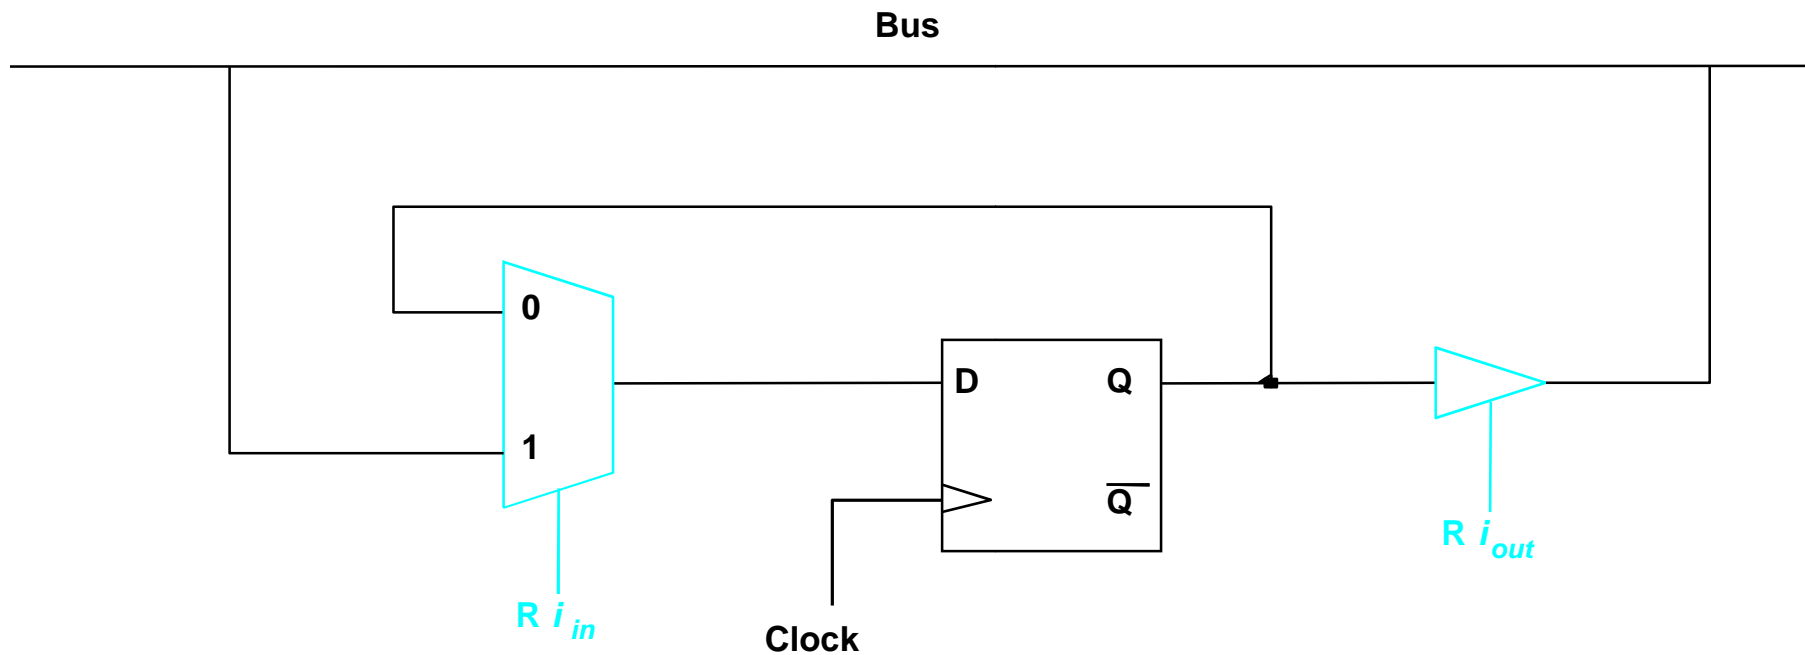 Bus
0
D Q
1
Q̅
R i out
R i in
Clock